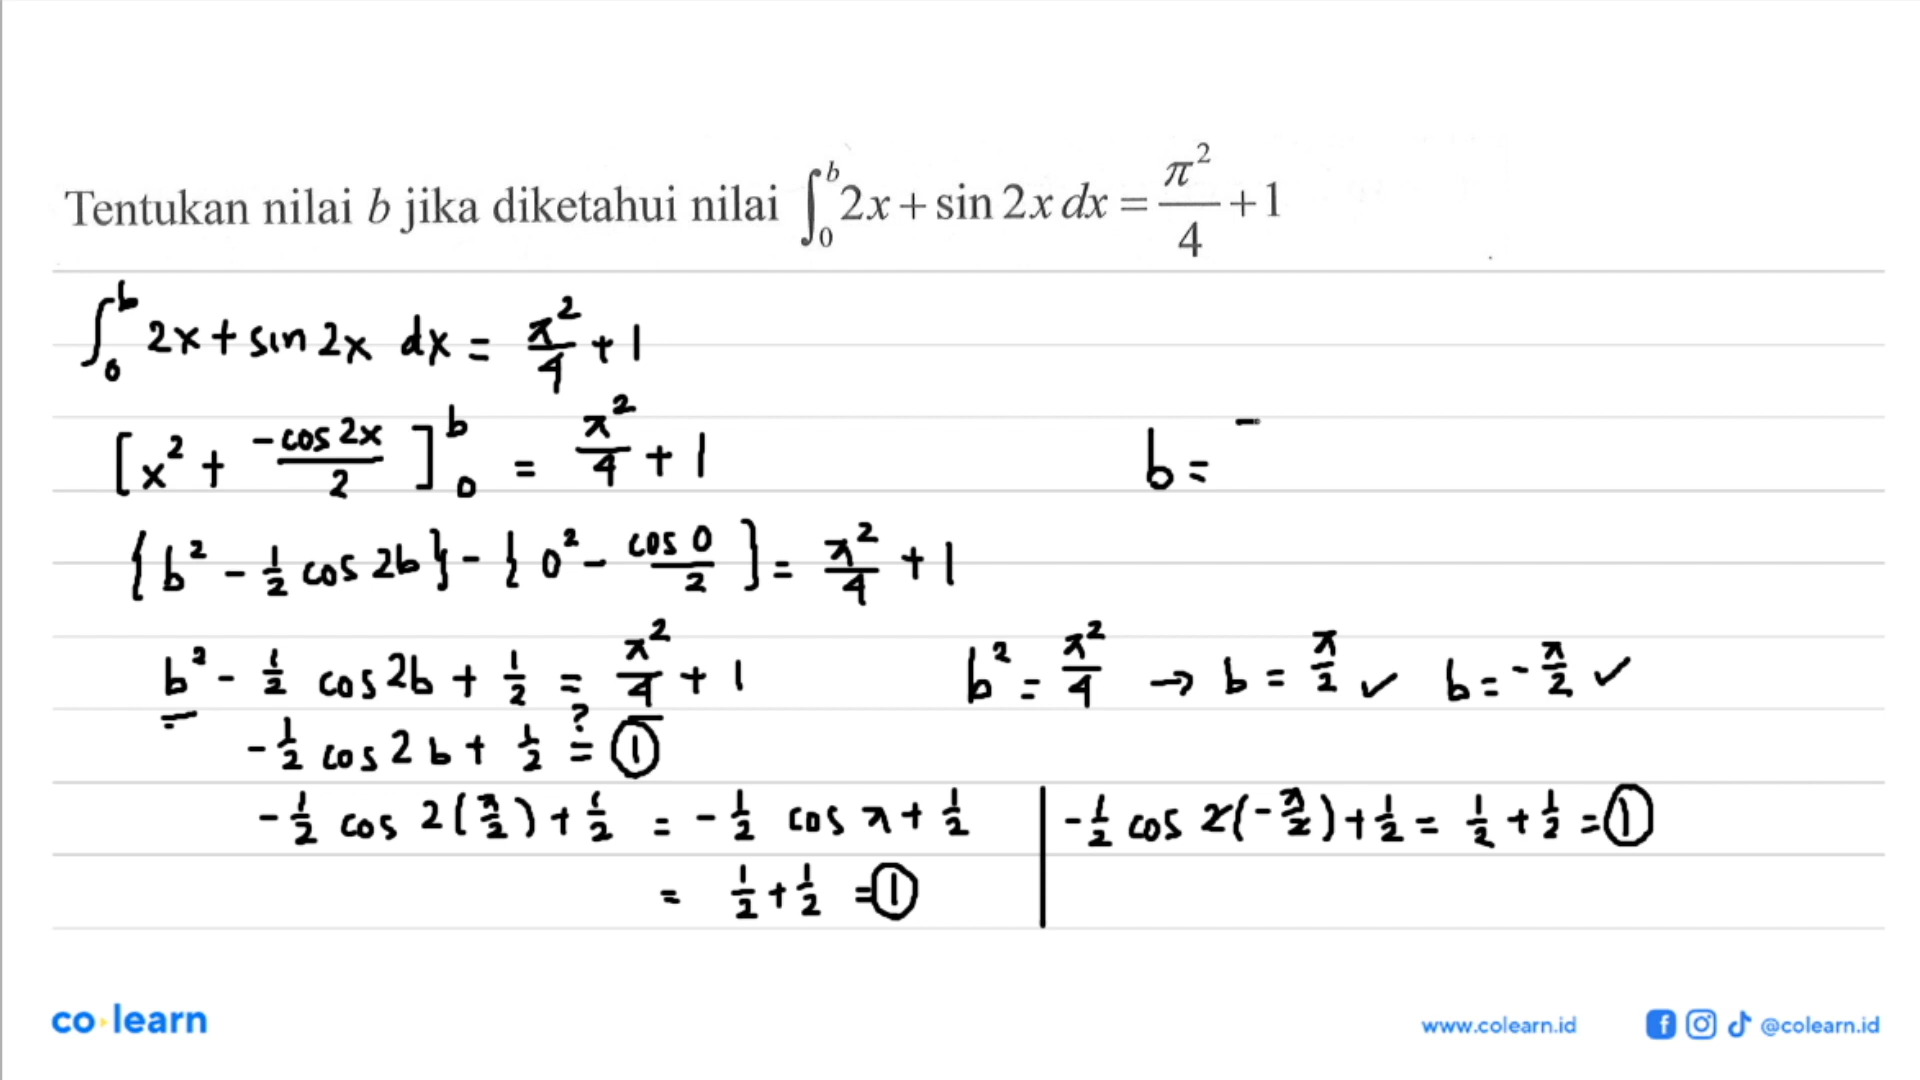 Tentukan nilai b jika diketahui nilai ∫₀ᵇ 2x + sin 2x dx = π²/4 + 1
∫₀ᵇ 2x + sin 2x dx = π²/4 + 1
[x² + -cos 2x/2]₀ᵇ = π²/4 + 1
b = -
{b² - 1/2 cos 2b} - {0² - cos 0/2] = π²/4 + 1
b² - 1/2 cos 2b + 1/2 = π²/4 + 1
b² = π²/4 → b = π/2 ✓ b = -π/2 ✓
-1/2 cos 2b + 1/2 ?= 1
-1/2 cos 2(π/2) + 1/2 = -1/2 cos π + 1/2
= 1/2 + 1/2 = 1
-1/2 cos 2(-π/2) + 1/2 = 1/2 + 1/2 = 1
co learn
www.colearn.id
@colearn.id